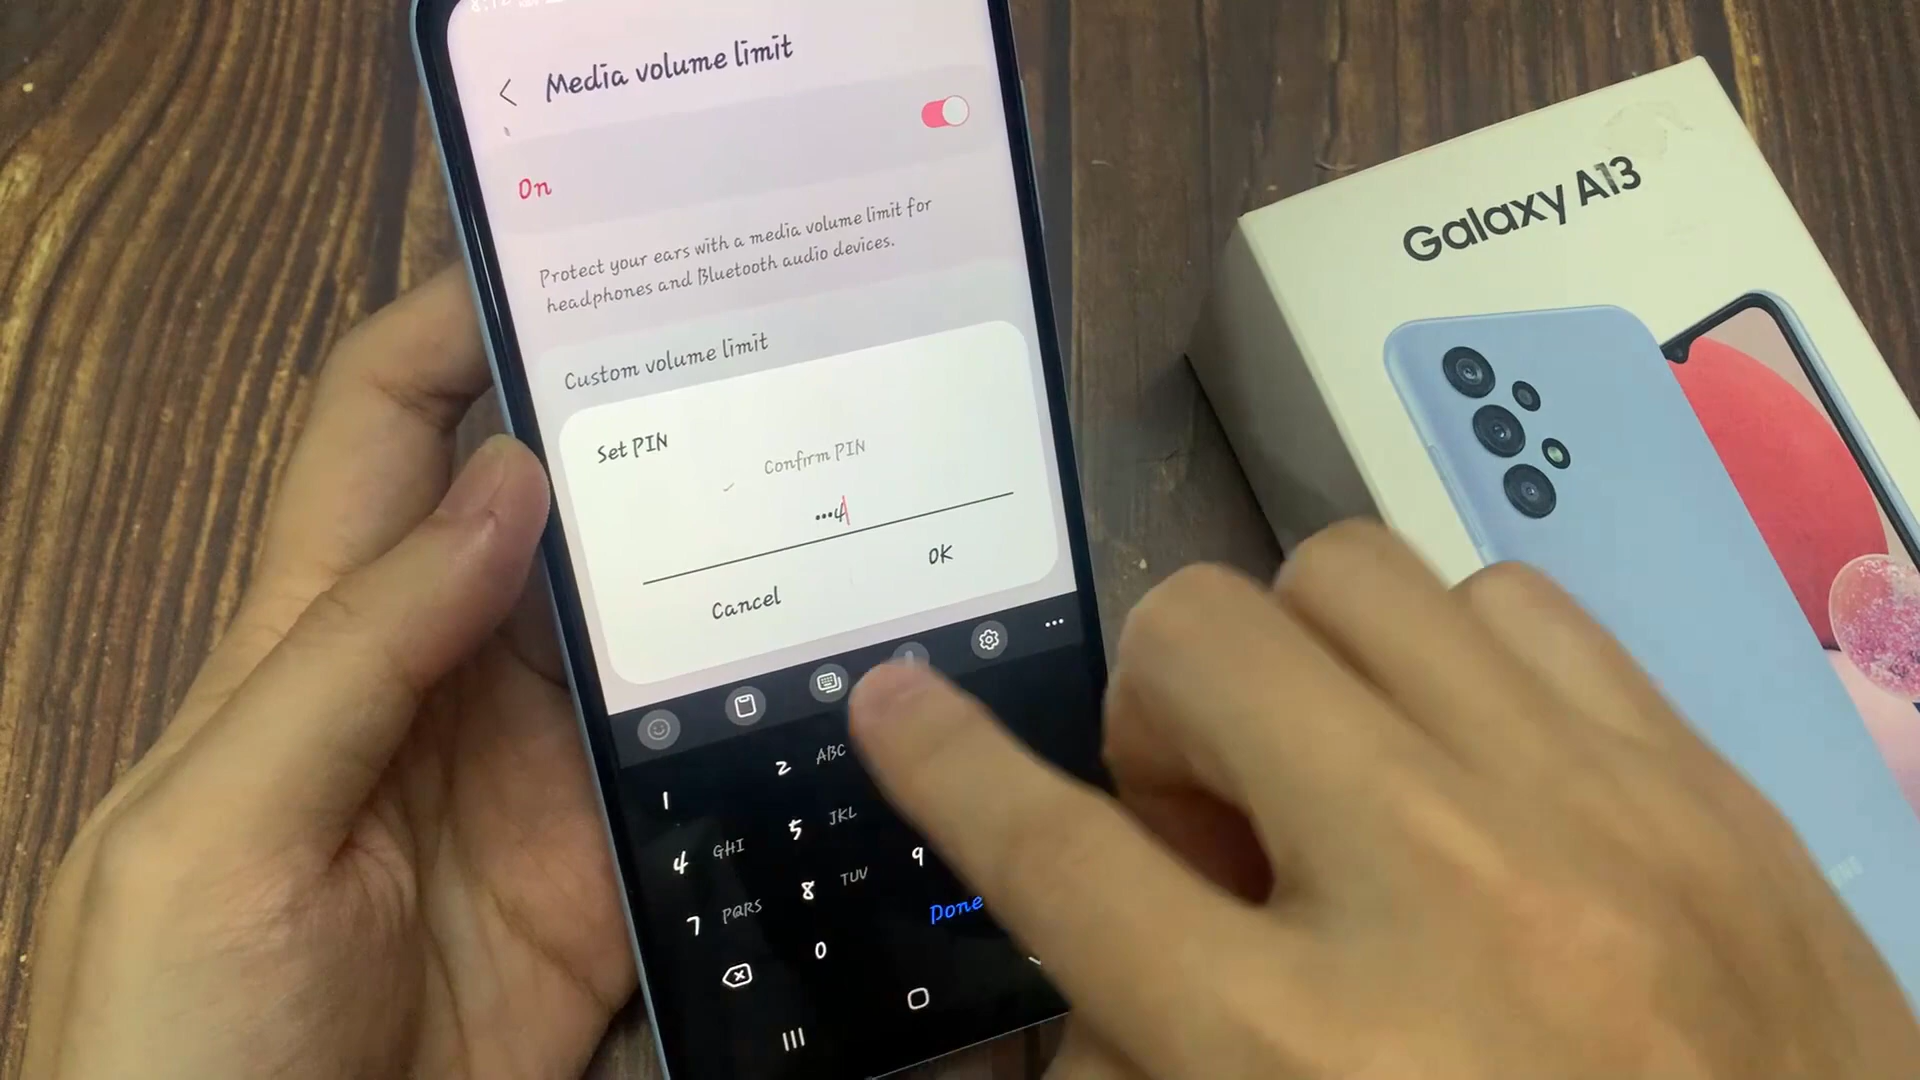 Media volume limit
On
Protect your ears with a media volume limit for
headphones and Bluetooth audio devices.
Custom volume limit
Set PIN
Confirm PIN
•••4
Cancel
OK
1
2 ABC
4 GHI
5 JKL
7 PQRS
8 TUV
9
0
Done
Galaxy A13